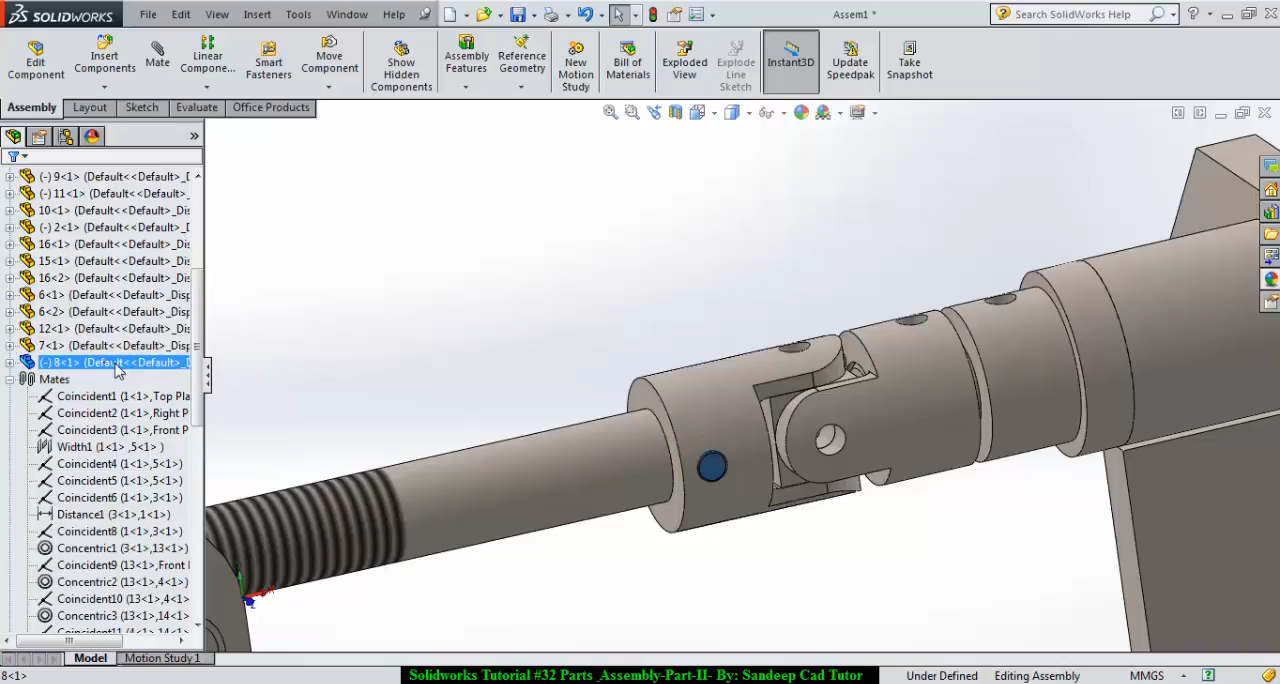 SOLIDWORKS
File Edit View Insert Tools Window Help
Assem1 *
Search SolidWorks Help
Edit Component
Insert Components
Mate
Linear Compone...
Smart Fasteners
Move Component
Show Hidden Components
Assembly Features
Reference Geometry
New Motion Study
Bill of Materials
Exploded View
Explode Line Sketch
Instant3D
Update Speedpak
Take Snapshot
Assembly Layout Sketch Evaluate Office Products
(-) 9<1> (Default<<Default>_D
(-) 11<1> (Default<<Default>_
10<1> (Default<<Default>_Dis
(-) 2<1> (Default<<Default>_D
16<1> (Default<<Default>_Dis
15<1> (Default<<Default>_Dis
16<2> (Default<<Default>_Dis
6<1> (Default<<Default>_Disp
6<2> (Default<<Default>_Disp
12<1> (Default<<Default>_Dis
7<1> (Default<<Default>_Disp
(-) 8<1> (Default<<Default>_D
Mates
Coincident1 (1<1>,Top Pla
Coincident2 (1<1>,Right P
Coincident3 (1<1>,Front P
Width1 (1<1> ,5<1> )
Coincident4 (1<1>,5<1>)
Coincident5 (1<1>,5<1>)
Coincident6 (1<1>,3<1>)
Distance1 (3<1>,1<1>)
Coincident8 (1<1>,3<1>)
Concentric1 (3<1>,13<1>)
Coincident9 (13<1>,Front
Concentric2 (13<1>,4<1>)
Coincident10 (13<1>,4<1>
Concentric3 (13<1>,14<1>
Coincident11 (4<1>,14<1>
Model Motion Study 1
8<1>
Solidworks Tutorial #32 Parts Assembly-Part-II- By: Sandeep Cad Tutor
Under Defined Editing Assembly MMGS